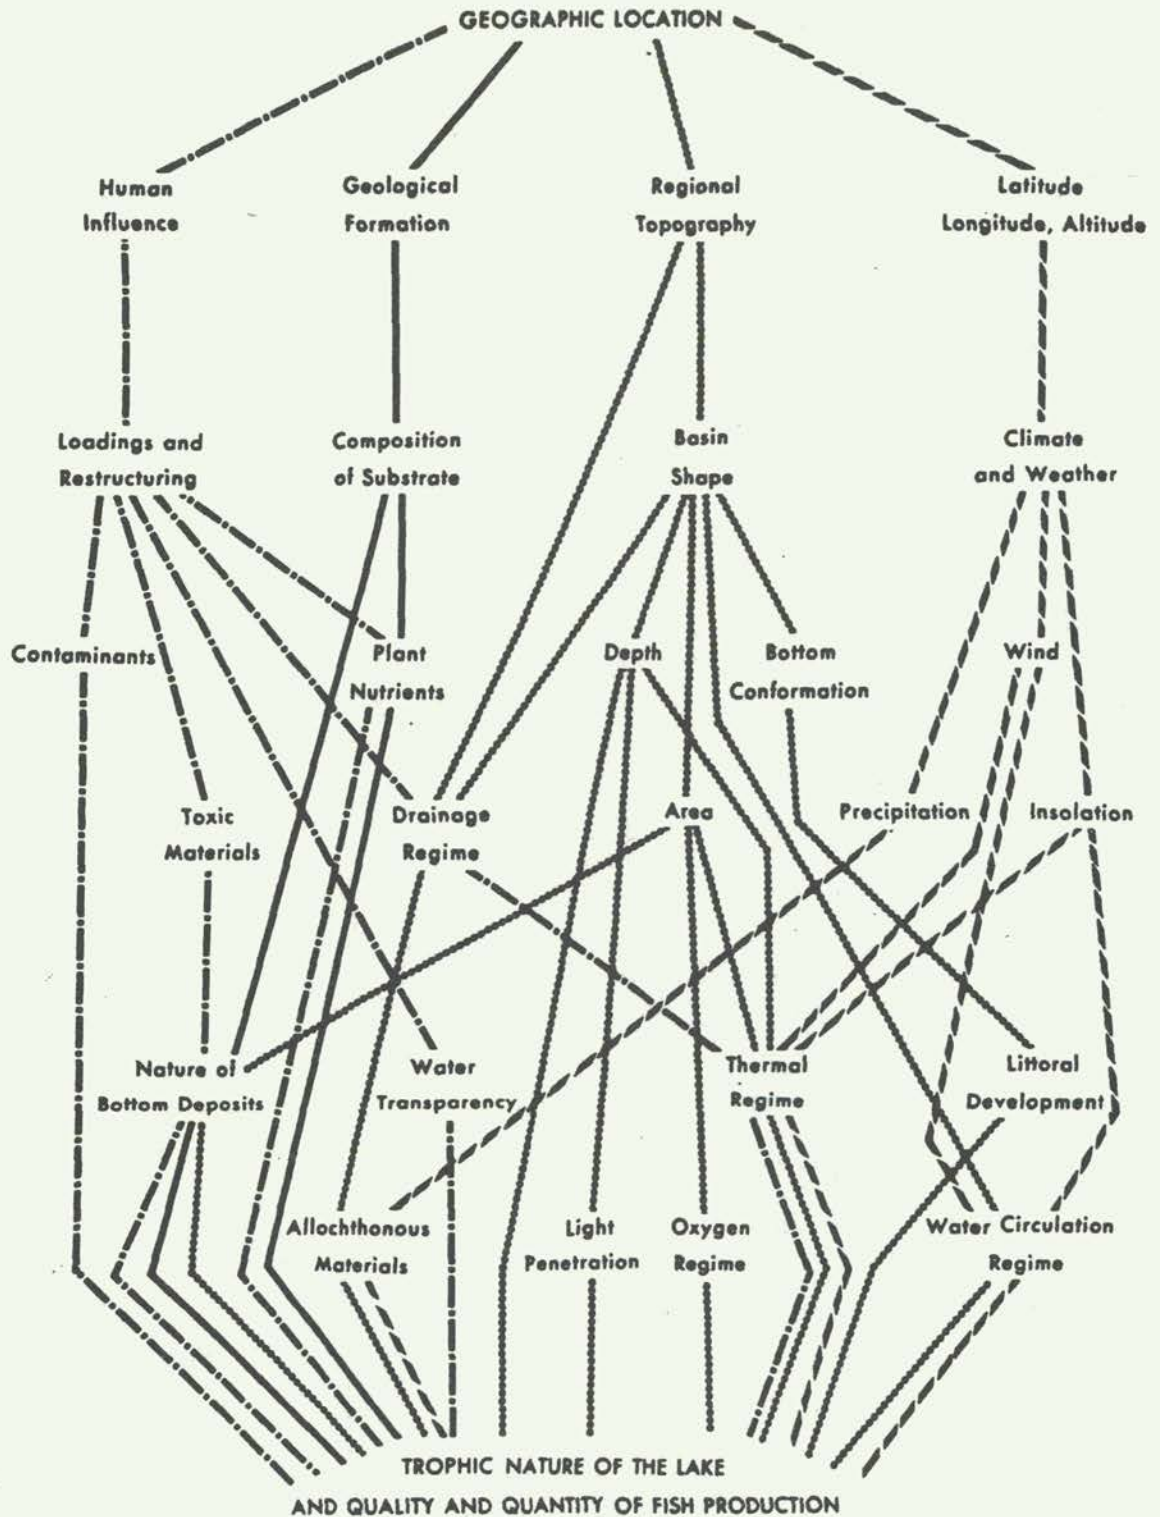 GEOGRAPHIC LOCATION
Human
Influence
Geological
Formation
Regional
Topography
Latitude
Longitude, Altitude
Loadings and
Restructuring
Composition
of Substrate
Basin
Shape
Climate
and Weather
Contaminants
Plant
Nutrients
Depth
Bottom
Conformation
Wind
Toxic
Materials
Drainage
Regime
Area
Precipitation
Insolation
Nature of
Bottom Deposits
Water
Transparency
Thermal
Regime
Littoral
Development
Allochthonous
Materials
Light
Penetration
Oxygen
Regime
Water Circulation
Regime
TROPHIC NATURE OF THE LAKE
AND QUALITY AND QUANTITY OF FISH PRODUCTION